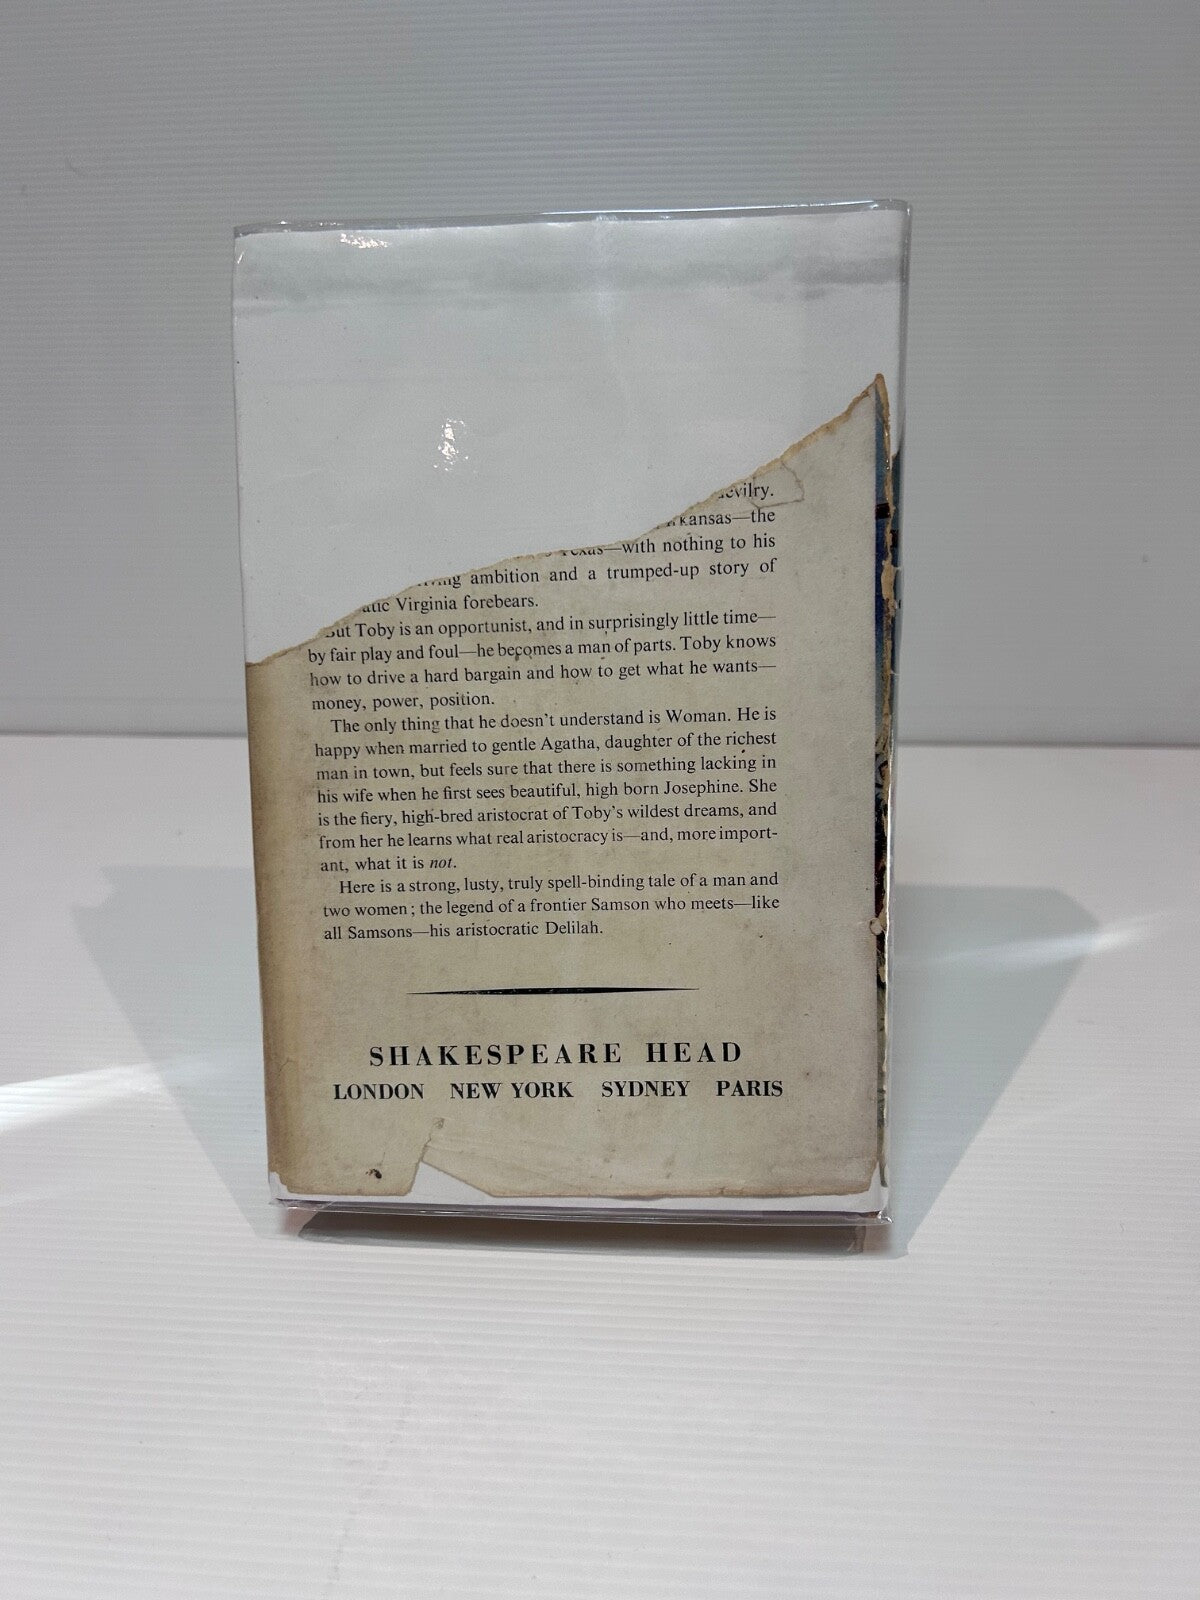 devilry.
Arkansas—the
Texas—with nothing to his
ambition and a trumped-up story of
Virginia forebears.
But Toby is an opportunist, and in surprisingly little time—
by fair play and foul—he becomes a man of parts. Toby knows
how to drive a hard bargain and how to get what he wants—
money, power, position.
The only thing that he doesn't understand is Woman. He is
happy when married to gentle Agatha, daughter of the richest
man in town, but feels sure that there is something lacking in
his wife when he first sees beautiful, high born Josephine. She
is the fiery, high-bred aristocrat of Toby's wildest dreams, and
from her he learns what real aristocracy is—and, more import-
ant, what it is not.
Here is a strong, lusty, truly spell-binding tale of a man and
two women; the legend of a frontier Samson who meets—like
all Samsons—his aristocratic Delilah.
SHAKESPEARE HEAD
LONDON NEW YORK SYDNEY PARIS